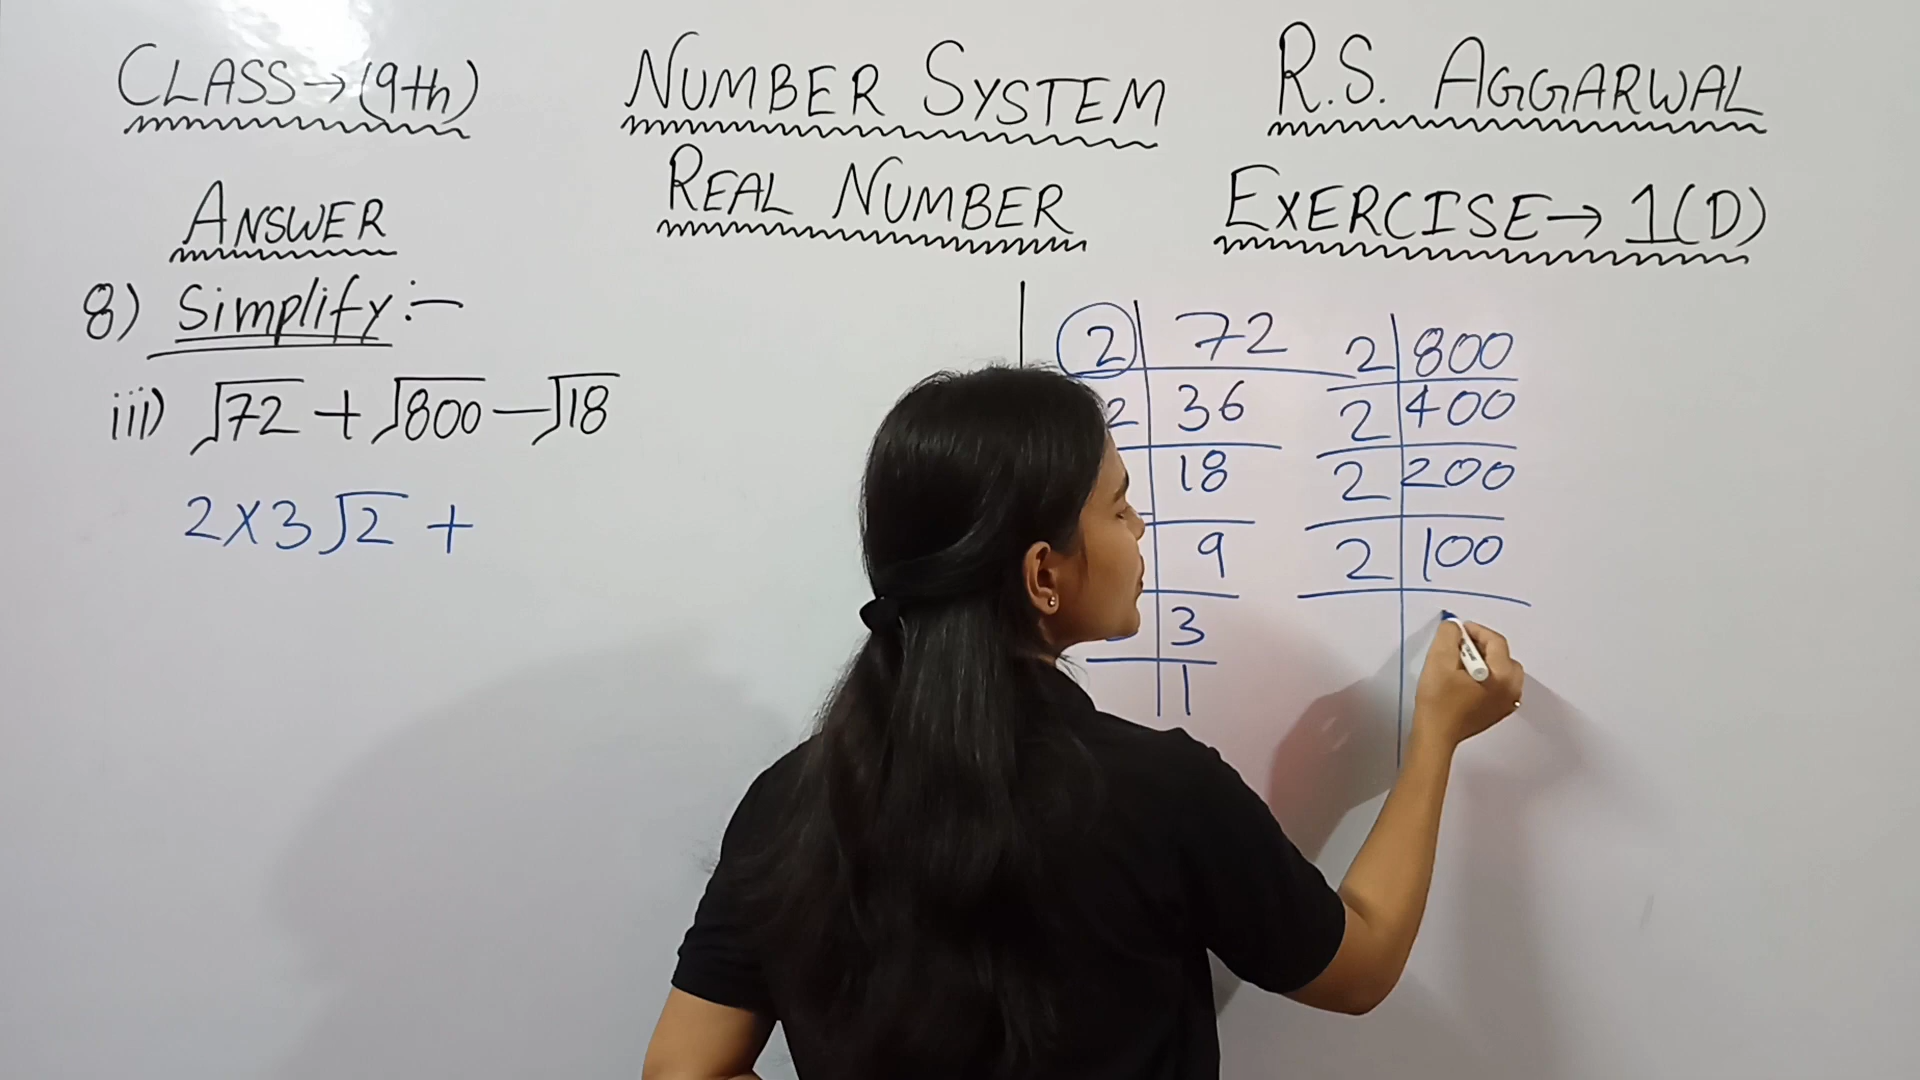 CLASS→(9th)
NUMBER SYSTEM
R.S. AGGARWAL
REAL NUMBER
EXERCISE→ 1(D)
ANSWER
8) Simplify:—
iii) √72 + √800 — √18
2×3√2 +
2 | 72
2 | 36
18
9
3
1
2 | 800
2 | 400
2 | 200
2 | 100